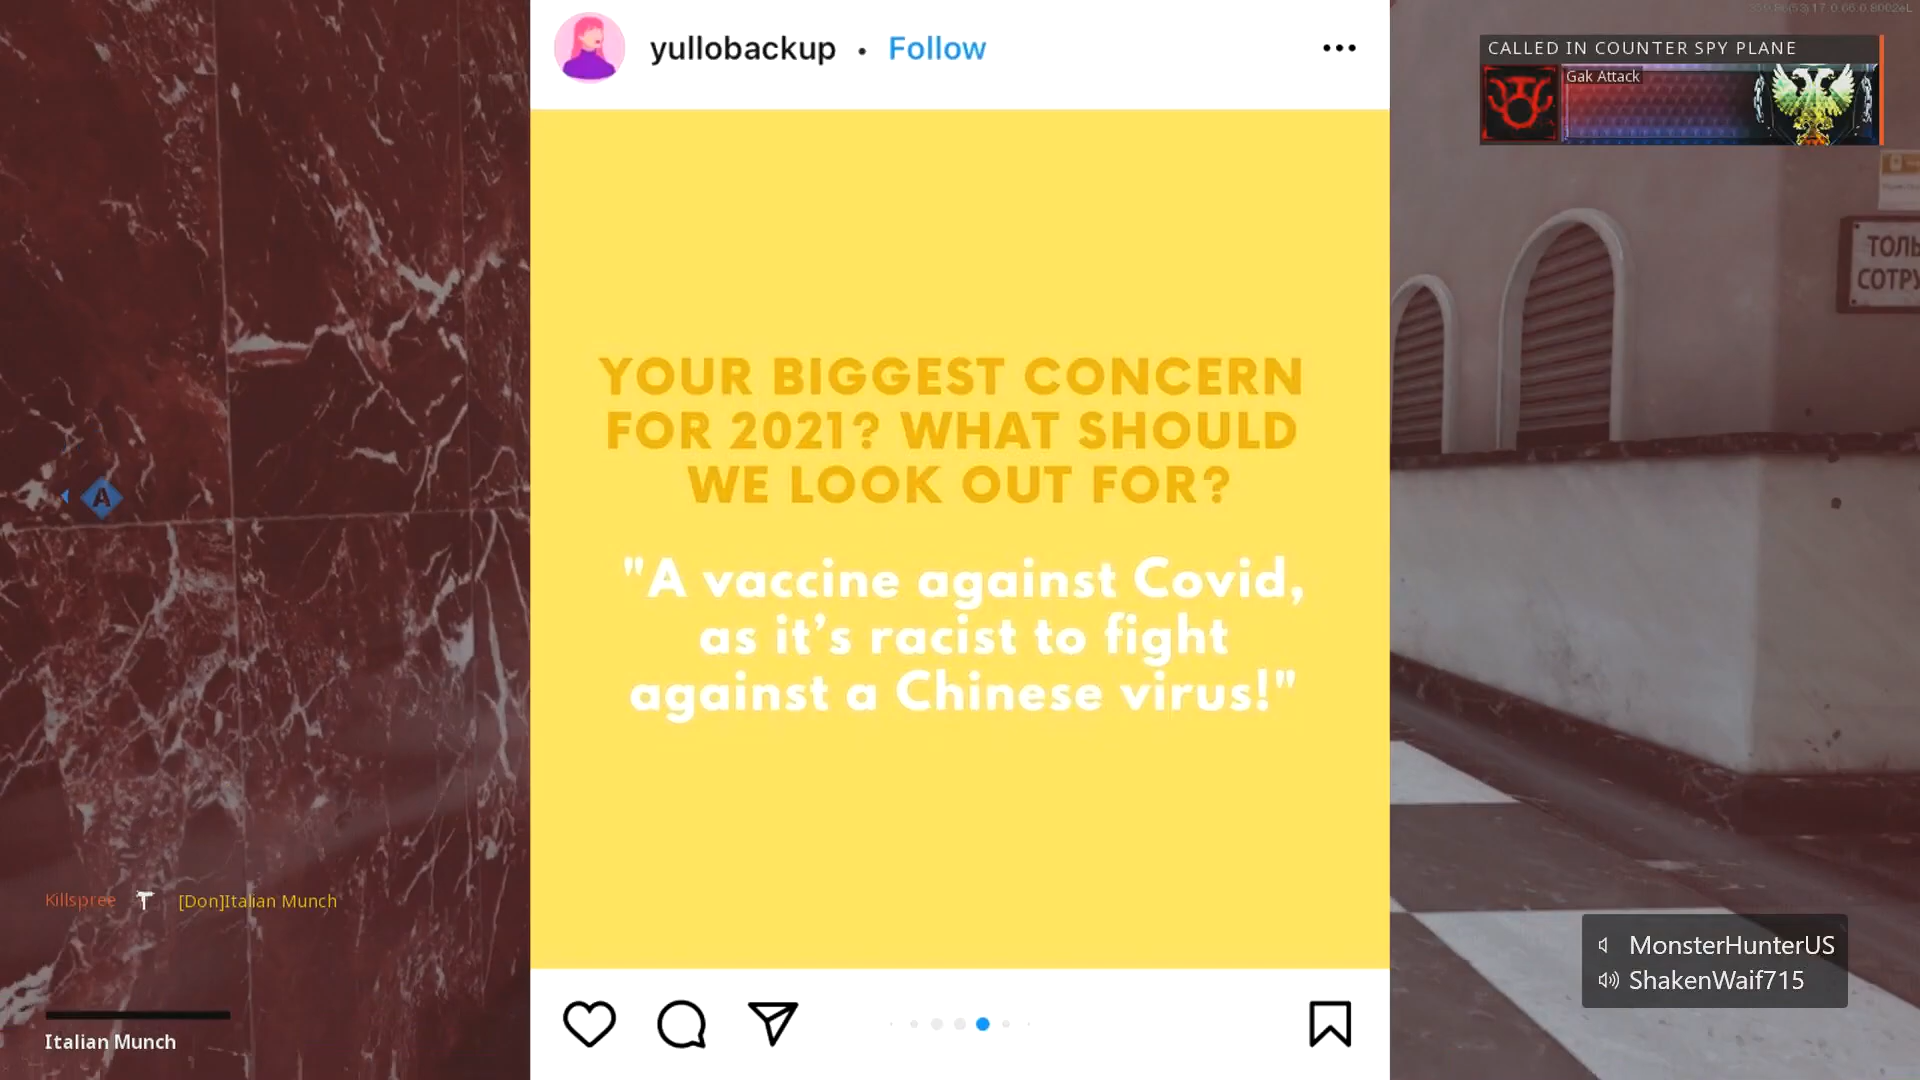 yullobackup • Follow
CALLED IN COUNTER SPY PLANE
Gak Attack
ТОЛЬ
СОТРУ
YOUR BIGGEST CONCERN
FOR 2021? WHAT SHOULD
WE LOOK OUT FOR?
"A vaccine against Covid,
as it’s racist to fight
against a Chinese virus!"
A
Killspree [Don]Italian Munch
Italian Munch
MonsterHunterUS
ShakenWaif715